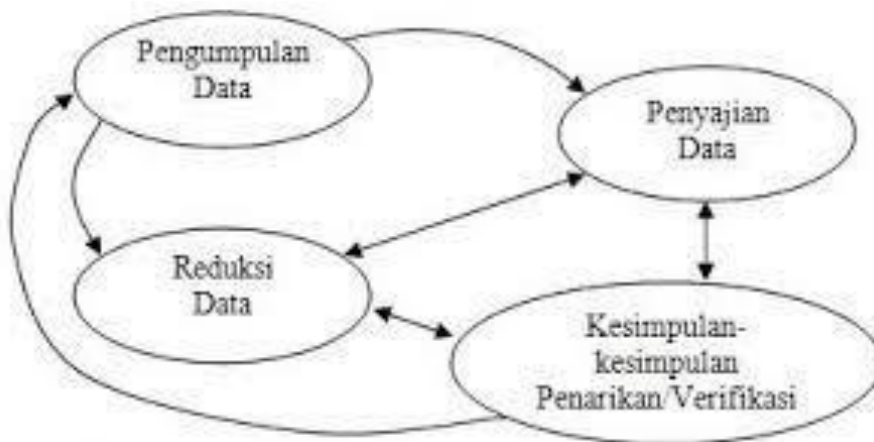 Pengumpulan
Data
Penyajian
Data
Reduksi
Data
Kesimpulan-
kesimpulan
Penarikan/Verifikasi